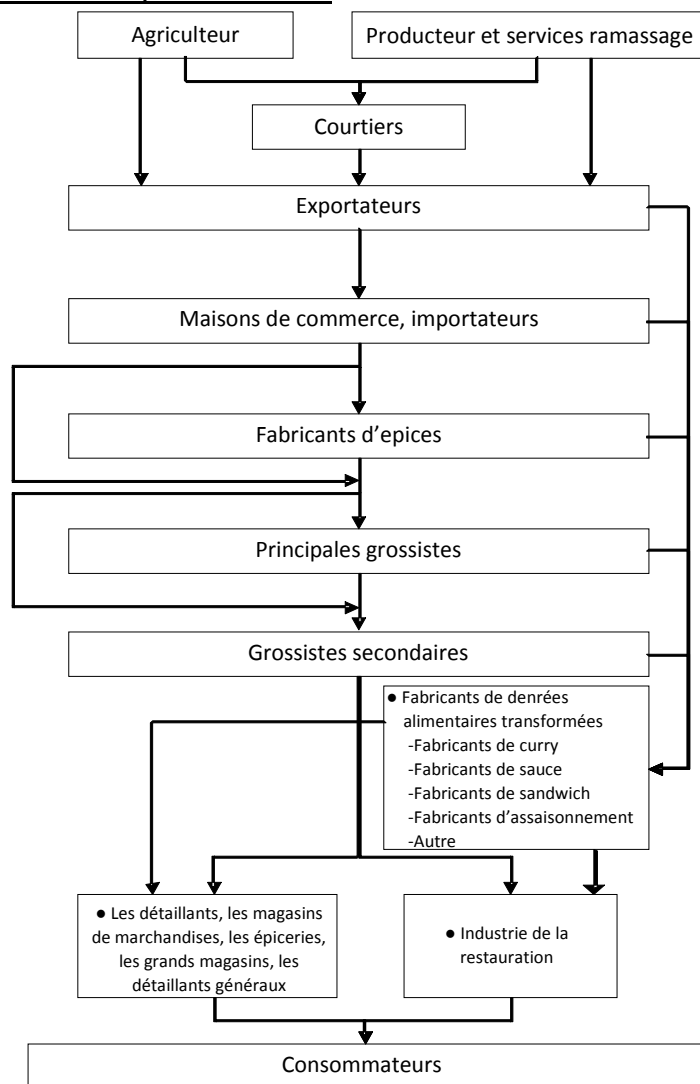 Agriculteur
Producteur et services ramassage
Courtiers
Exportateurs
Maisons de commerce, importateurs
Fabricants d’epices
Principales grossistes
Grossistes secondaires
● Fabricants de denrées
alimentaires transformées
-Fabricants de curry
-Fabricants de sauce
-Fabricants de sandwich
-Fabricants d’assaisonnement
-Autre
● Les détaillants, les magasins
de marchandises, les épiceries,
les grands magasins, les
détaillants généraux
● Industrie de la
restauration
Consommateurs